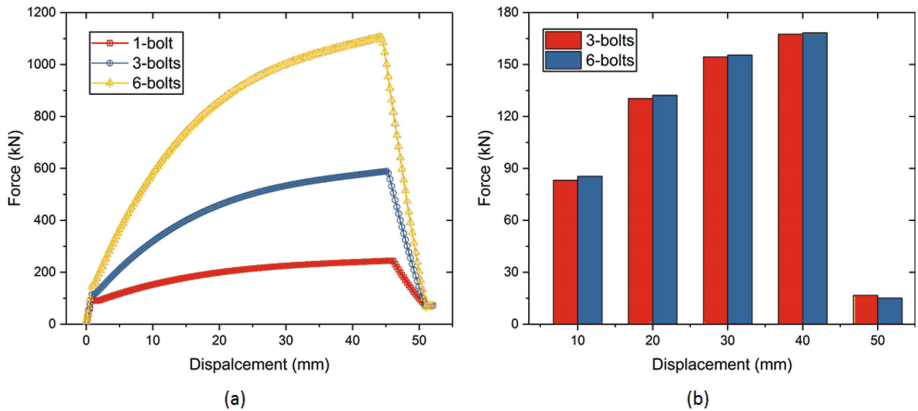 1200
1000
800
600
400
200
0
Force (kN)
1-bolt
3-bolts
6-bolts
0 10 20 30 40 50
Dispalcement (mm)
(a)
180
150
120
90
60
30
0
Force (kN)
3-bolts
6-bolts
10 20 30 40 50
Displacement (mm)
(b)